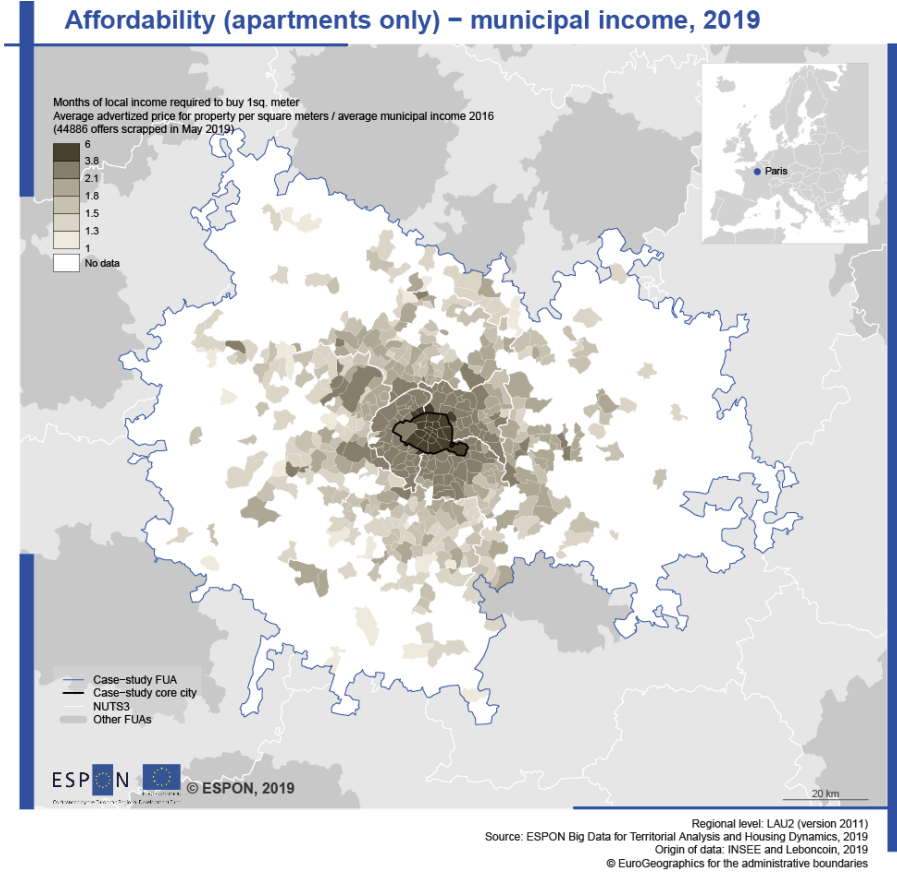 Affordability (apartments only) − municipal income, 2019
Months of local income required to buy 1sq. meter
Average advertized price for property per square meters / average municipal income 2016
(44886 offers scrapped in May 2019)
6
3.8
2.1
1.8
1.5
1.3
1
No data
Paris
Case−study FUA
Case−study core city
NUTS3
Other FUAs
ESPON
© ESPON, 2019
20 km
Regional level: LAU2 (version 2011)
Source: ESPON Big Data for Territorial Analysis and Housing Dynamics, 2019
Origin of data: INSEE and Leboncoin, 2019
© EuroGeographics for the administrative boundaries